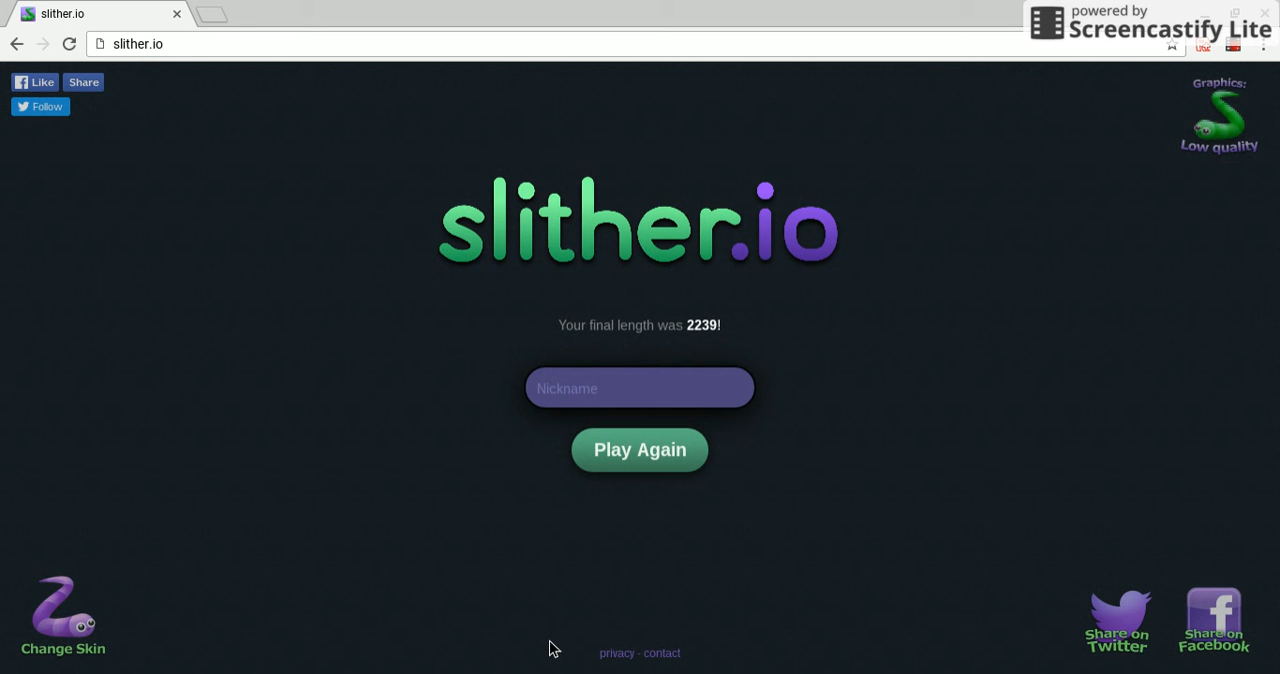 slither.io
powered by
Screencastify Lite
slither.io
Like Share
Follow
Graphics:
Low quality
slither.io
Your final length was 2239!
Nickname
Play Again
Change Skin
privacy · contact
Share on
Twitter
Share on
Facebook